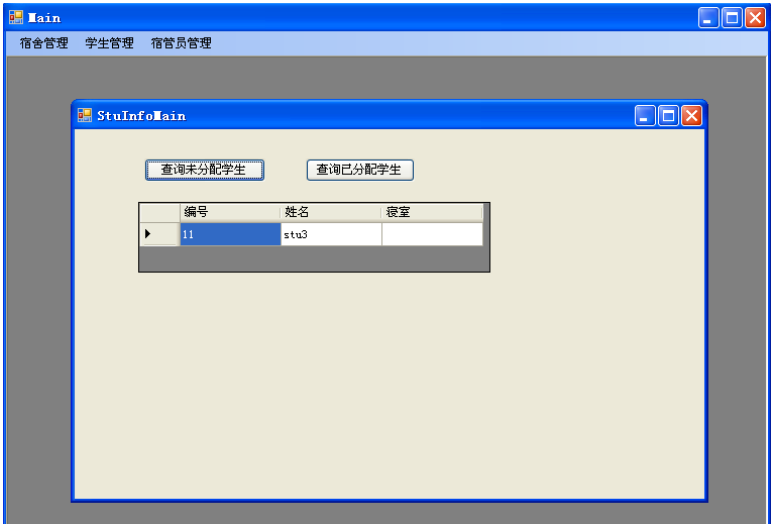 Main
宿舍管理 学生管理 宿管员管理
StuInfoMain
查询未分配学生 查询已分配学生
编号 姓名 寝室
11 stu3